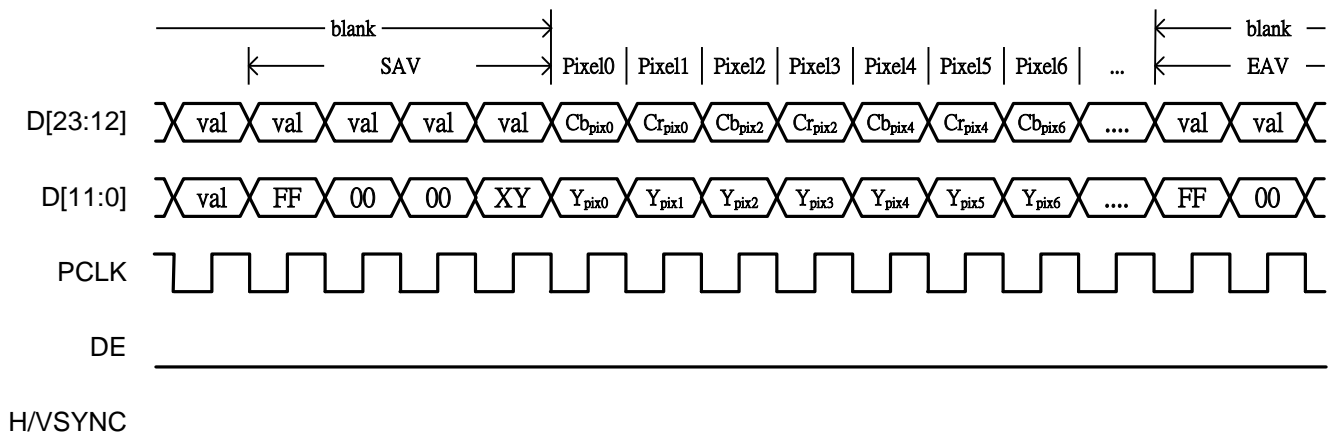 blank blank
SAV Pixel0 Pixel1 Pixel2 Pixel3 Pixel4 Pixel5 Pixel6 ... EAV
D[23:12] val val val val val Cbpix0 Crpix0 Cbpix2 Crpix2 Cbpix4 Crpix4 Cbpix6 .... val val
D[11:0] val FF 00 00 XY Ypix0 Ypix1 Ypix2 Ypix3 Ypix4 Ypix5 Ypix6 .... FF 00
PCLK
DE
H/VSYNC